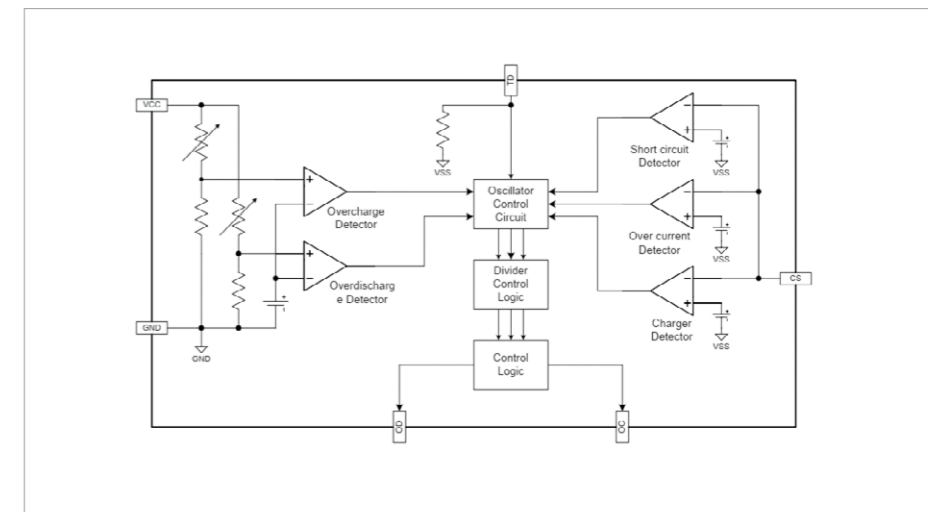 TD
VCC
VSS
+
−
Overcharge
Detector
+
−
Overdischarg
e Detector
+
GND
GND
Oscillator
Control
Circuit
Divider
Control
Logic
Control
Logic
−
+
+
VSS
Short circuit
Detector
−
+
+
VSS
Over current
Detector
−
+
+
VSS
Charger
Detector
CS
OD
OC